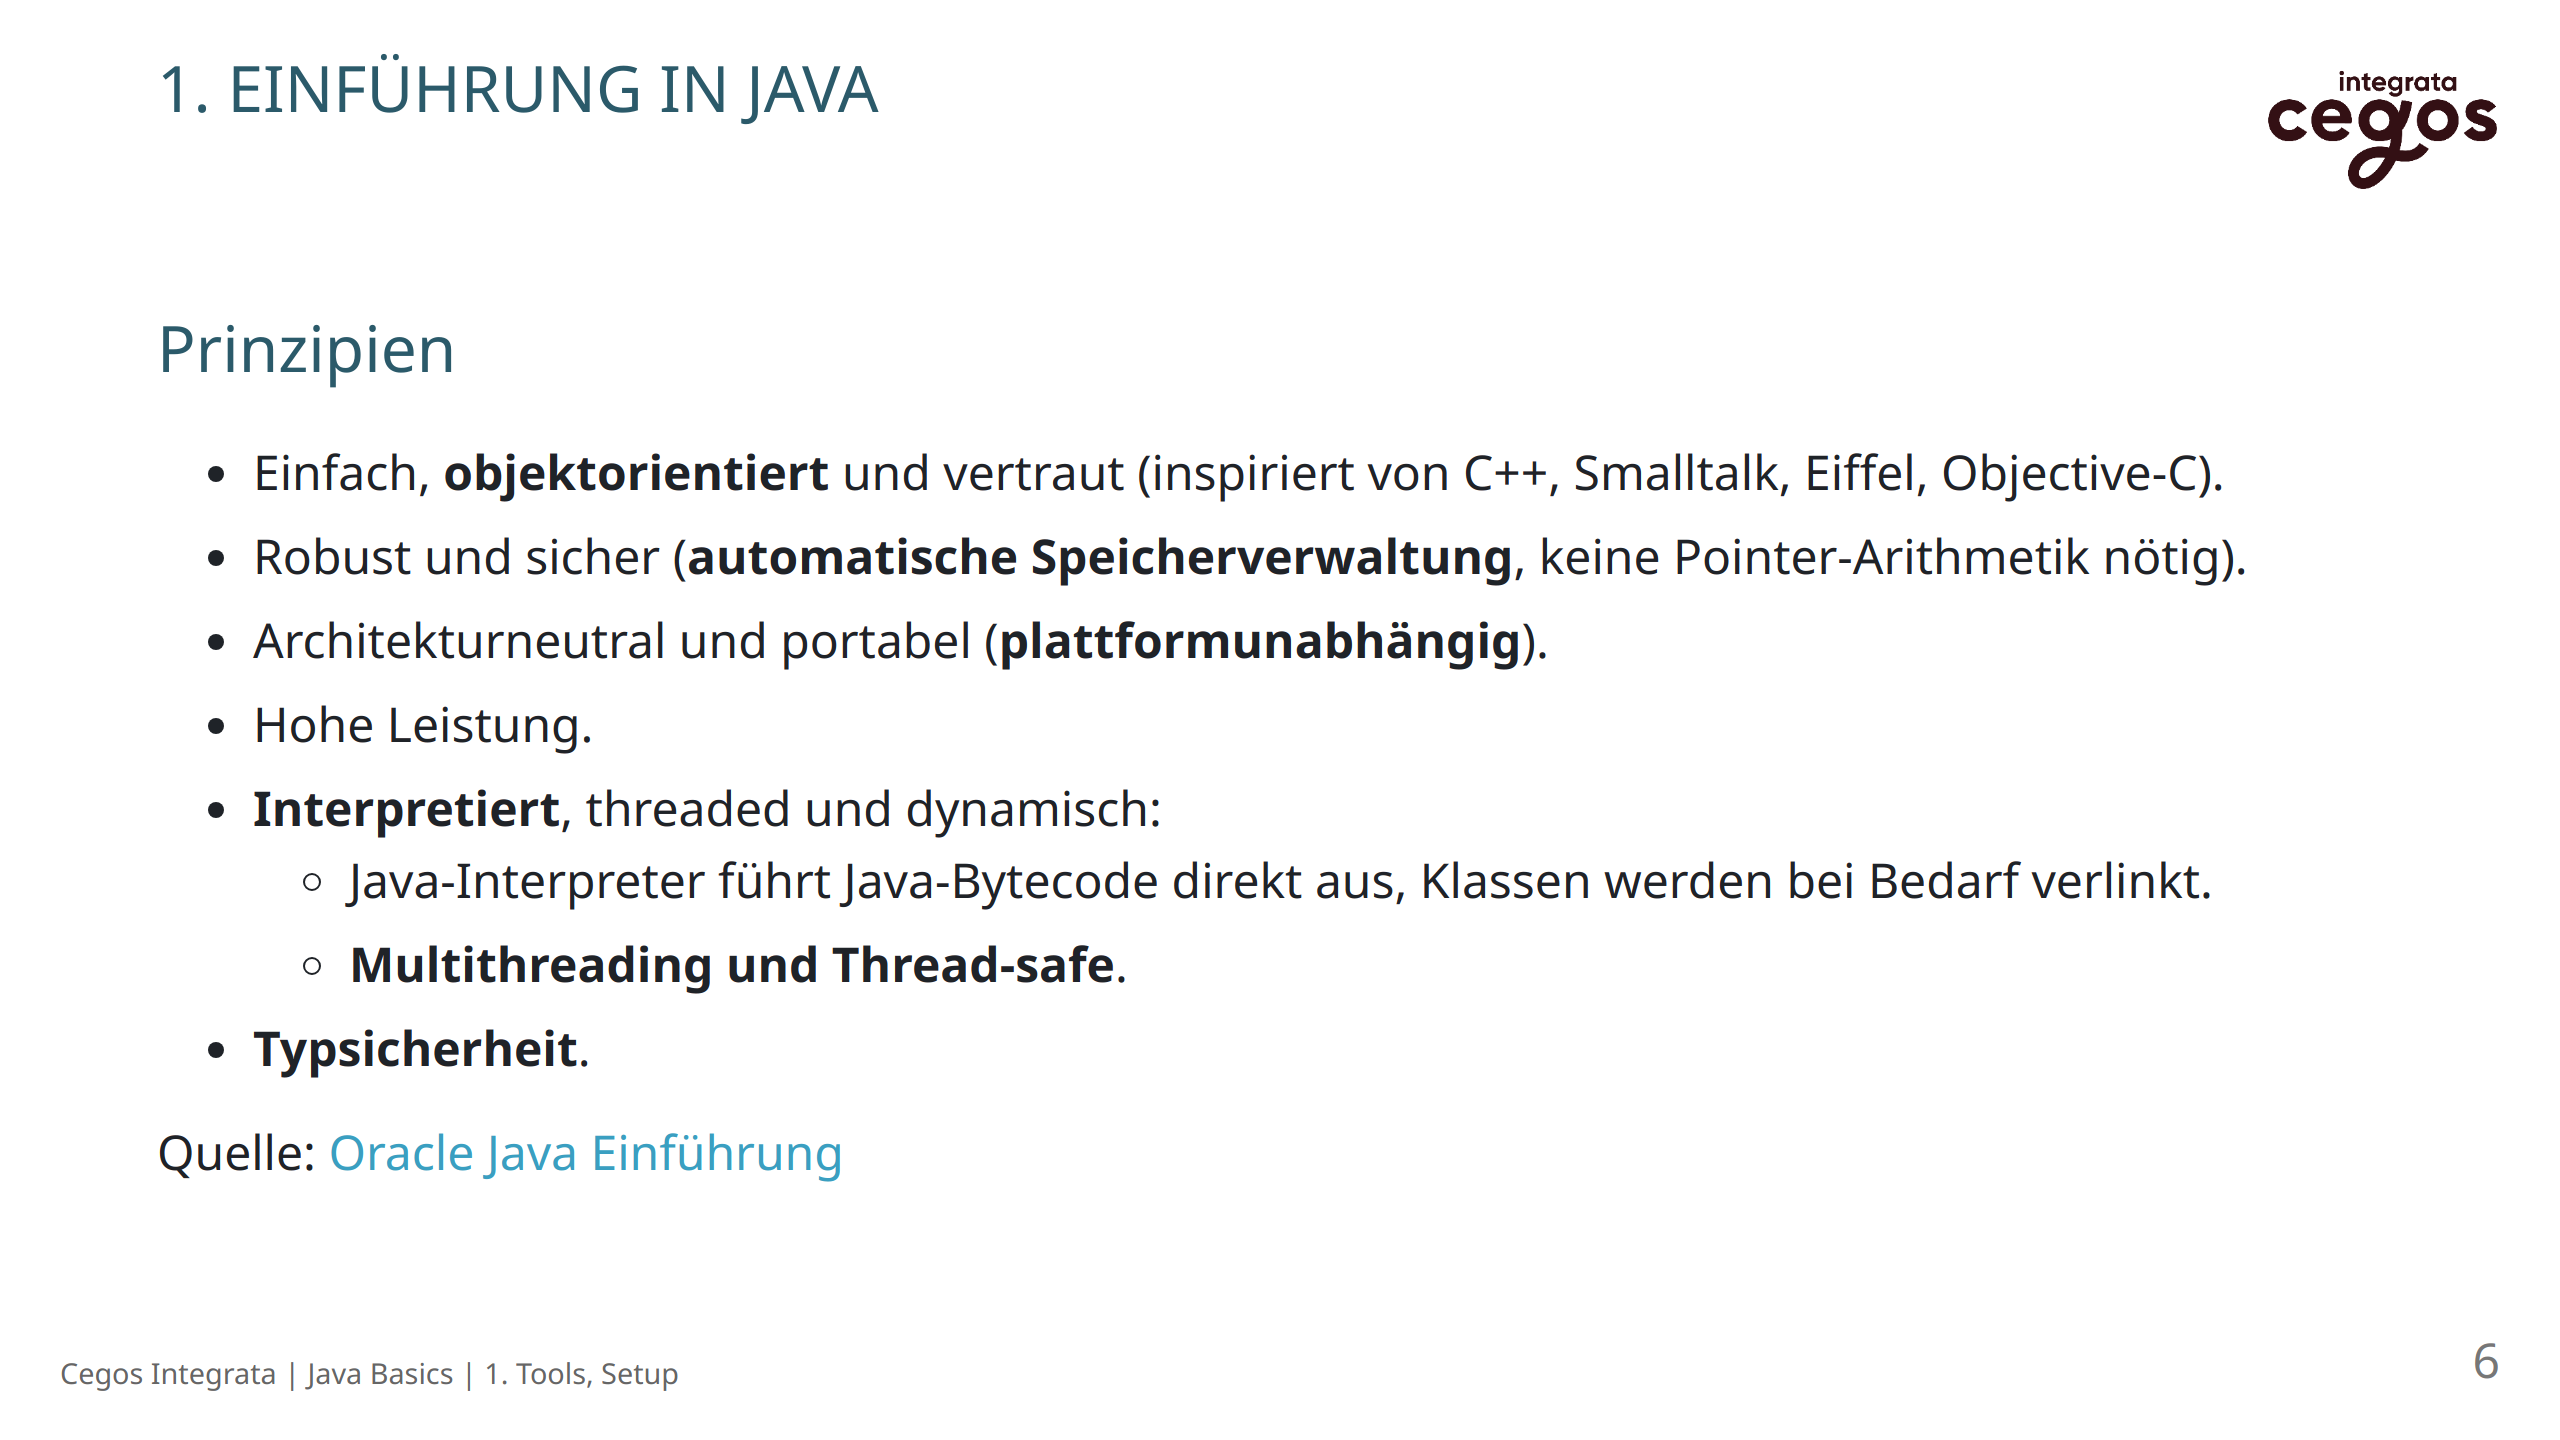 1. EINFÜHRUNG IN JAVA
integrata
cegos
Prinzipien
• Einfach, objektorientiert und vertraut (inspiriert von C++, Smalltalk, Eiffel, Objective-C).
• Robust und sicher (automatische Speicherverwaltung, keine Pointer-Arithmetik nötig).
• Architekturneutral und portabel (plattformunabhängig).
• Hohe Leistung.
• Interpretiert, threaded und dynamisch:
◦ Java-Interpreter führt Java-Bytecode direkt aus, Klassen werden bei Bedarf verlinkt.
◦ Multithreading und Thread-safe.
• Typsicherheit.
Quelle: Oracle Java Einführung
Cegos Integrata | Java Basics | 1. Tools, Setup
6